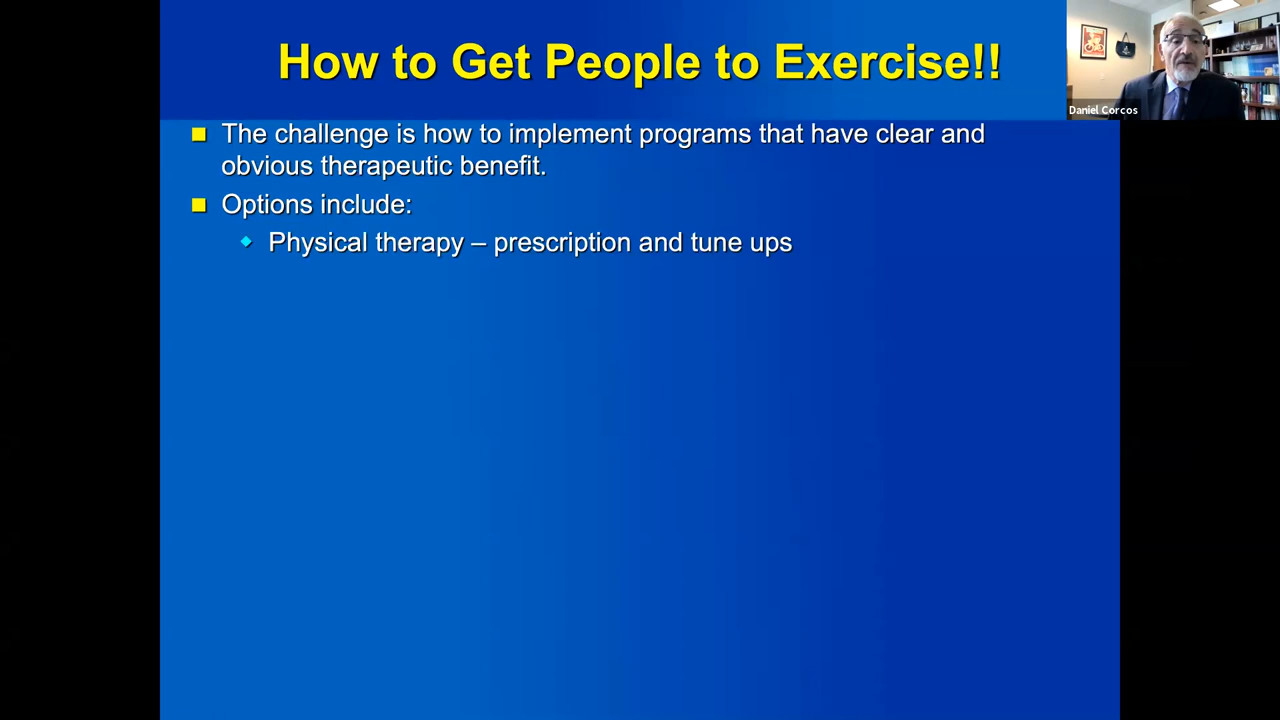 How to Get People to Exercise!!
The challenge is how to implement programs that have clear and
obvious therapeutic benefit.
Options include:
Physical therapy – prescription and tune ups
Daniel Corcos